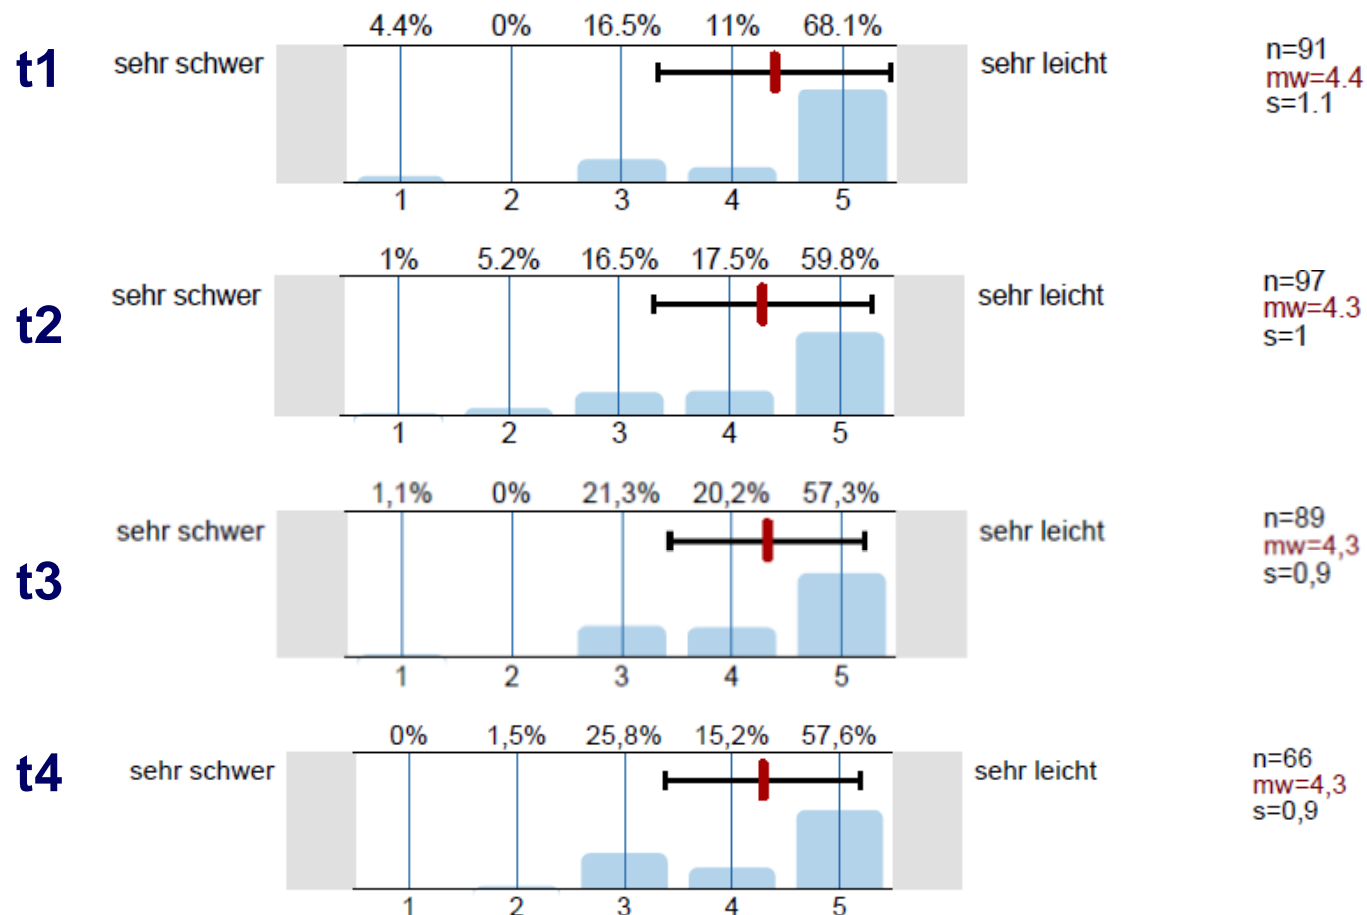 4.4% 0% 16.5% 11% 68.1%
t1 sehr schwer sehr leicht n=91
mw=4.4
s=1.1
1 2 3 4 5
1% 5.2% 16.5% 17.5% 59.8%
t2 sehr schwer sehr leicht n=97
mw=4.3
s=1
1 2 3 4 5
1,1% 0% 21,3% 20,2% 57,3%
t3 sehr schwer sehr leicht n=89
mw=4,3
s=0,9
1 2 3 4 5
0% 1,5% 25,8% 15,2% 57,6%
t4 sehr schwer sehr leicht n=66
mw=4,3
s=0,9
1 2 3 4 5